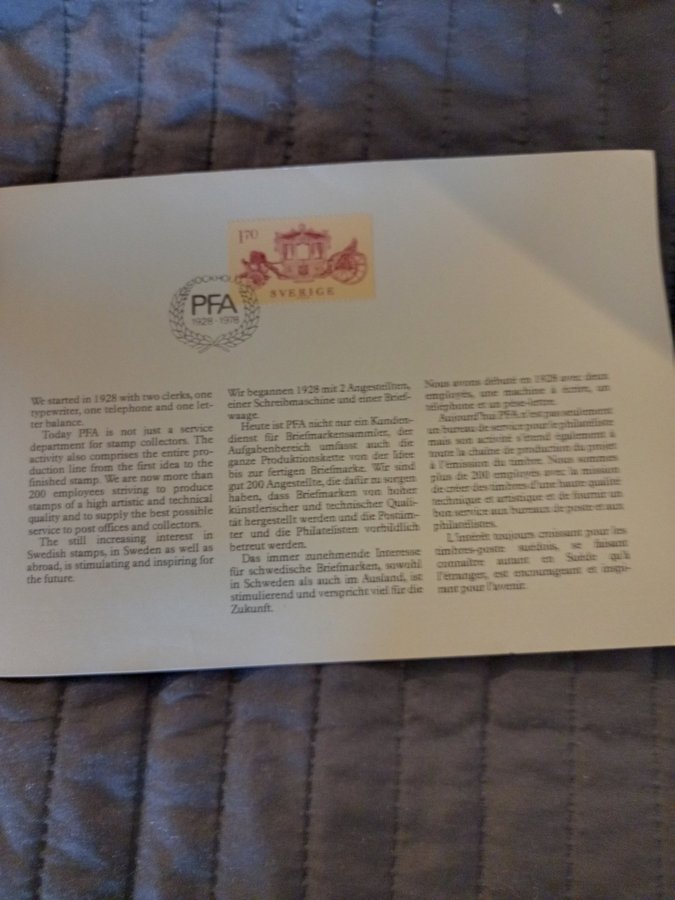 1 70
SVERIGE
STOCKHOLM
PFA
1928-1978
We started in 1928 with two clerks, one
typewriter, one telephone and one let-
ter balance.
Today PFA is not just a service
department for stamp collectors. The
activity also comprises the entire pro-
duction line from the first idea to the
finished stamp. We are now more than
200 employees striving to produce
stamps of a high artistic and technical
quality and to supply the best possible
service to post offices and collectors.
The still increasing interest in
Swedish stamps, in Sweden as well as
abroad, is stimulating and inspiring for
the future.
Wir begannen 1928 mit 2 Angestellten,
einer Schreibmaschine und einer Brief-
waage.
Heute ist PFA nicht nur ein Kunden-
dienst für Briefmarkensammler, der
Aufgabenbereich umfasst auch die
ganze Produktionskette von der Idee
bis zur fertigen Briefmarke. Wir sind
gut 200 Angestellte, die dafür zu sorgen
haben, dass Briefmarken von hoher
künstlerischer und technischer Quali-
tät hergestellt werden und die Postäm-
ter und die Philatelisten vorbildlich
betreut werden.
Das immer zunehmende Interesse
für schwedische Briefmarken, sowohl
in Schweden als auch im Ausland, ist
stimulierend und verspricht viel für die
Zukunft.
Nous avons débuté en 1928 avec deux
employés, une machine à écrire, un
téléphone et un pèse-lettre.
Aujourd'hui PFA n'est pas seulement
un bureau de service pour le philatéliste
mais son activité s'étend également à
toute la chaîne de production du projet
à l'émission du timbre. Nous sommes
plus de 200 employés avec la mission
de créer des timbres d'une haute qualité
technique et artistique et de fournir un
bon service aux bureaux de poste et aux
philatélistes.
L'intérêt toujours croissant pour les
timbres-poste suédois, se faisant
connaître autant en Suède qu'à
l'étranger, est encourageant et inspi-
rant pour l'avenir.